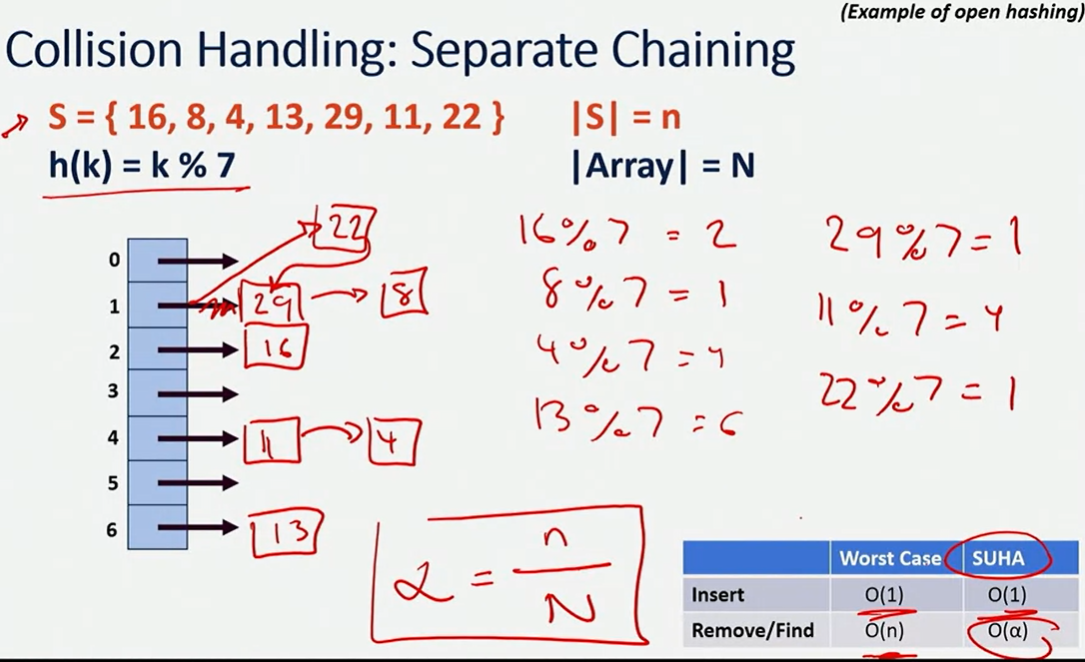 (Example of open hashing)
Collision Handling: Separate Chaining
S = { 16, 8, 4, 13, 29, 11, 22 } |S| = n
h(k) = k % 7 |Array| = N
16%7 = 2
8%7 = 1
4%7 = 4
13%7 = 6
29%7 = 1
11%7 = 4
22%7 = 1
22
0
1 29 8
2 16
3
4 11 4
5
6 13
α = n/N
Worst Case SUHA
Insert O(1) O(1)
Remove/Find O(n) O(α)